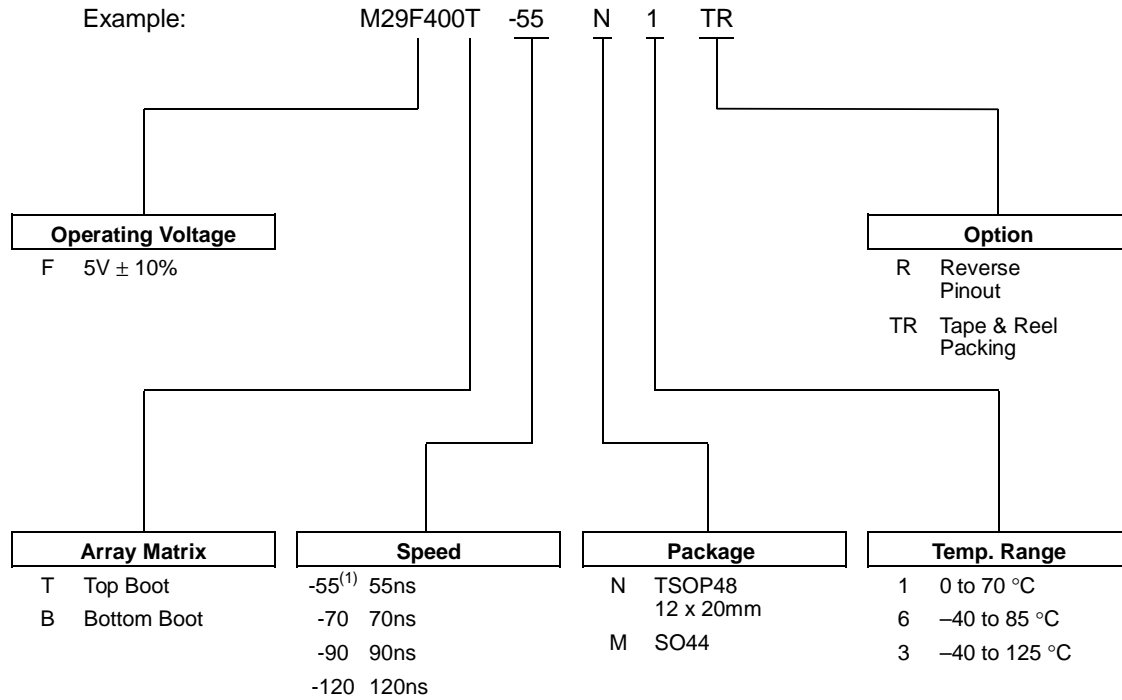 Example: M29F400T -55 N 1 TR
Operating Voltage
F 5V ± 10%
Option
R Reverse
Pinout
TR Tape & Reel
Packing
Array Matrix
T Top Boot
B Bottom Boot
Speed
-55(1) 55ns
-70 70ns
-90 90ns
-120 120ns
Package
N TSOP48
12 x 20mm
M SO44
Temp. Range
1 0 to 70 °C
6 –40 to 85 °C
3 –40 to 125 °C